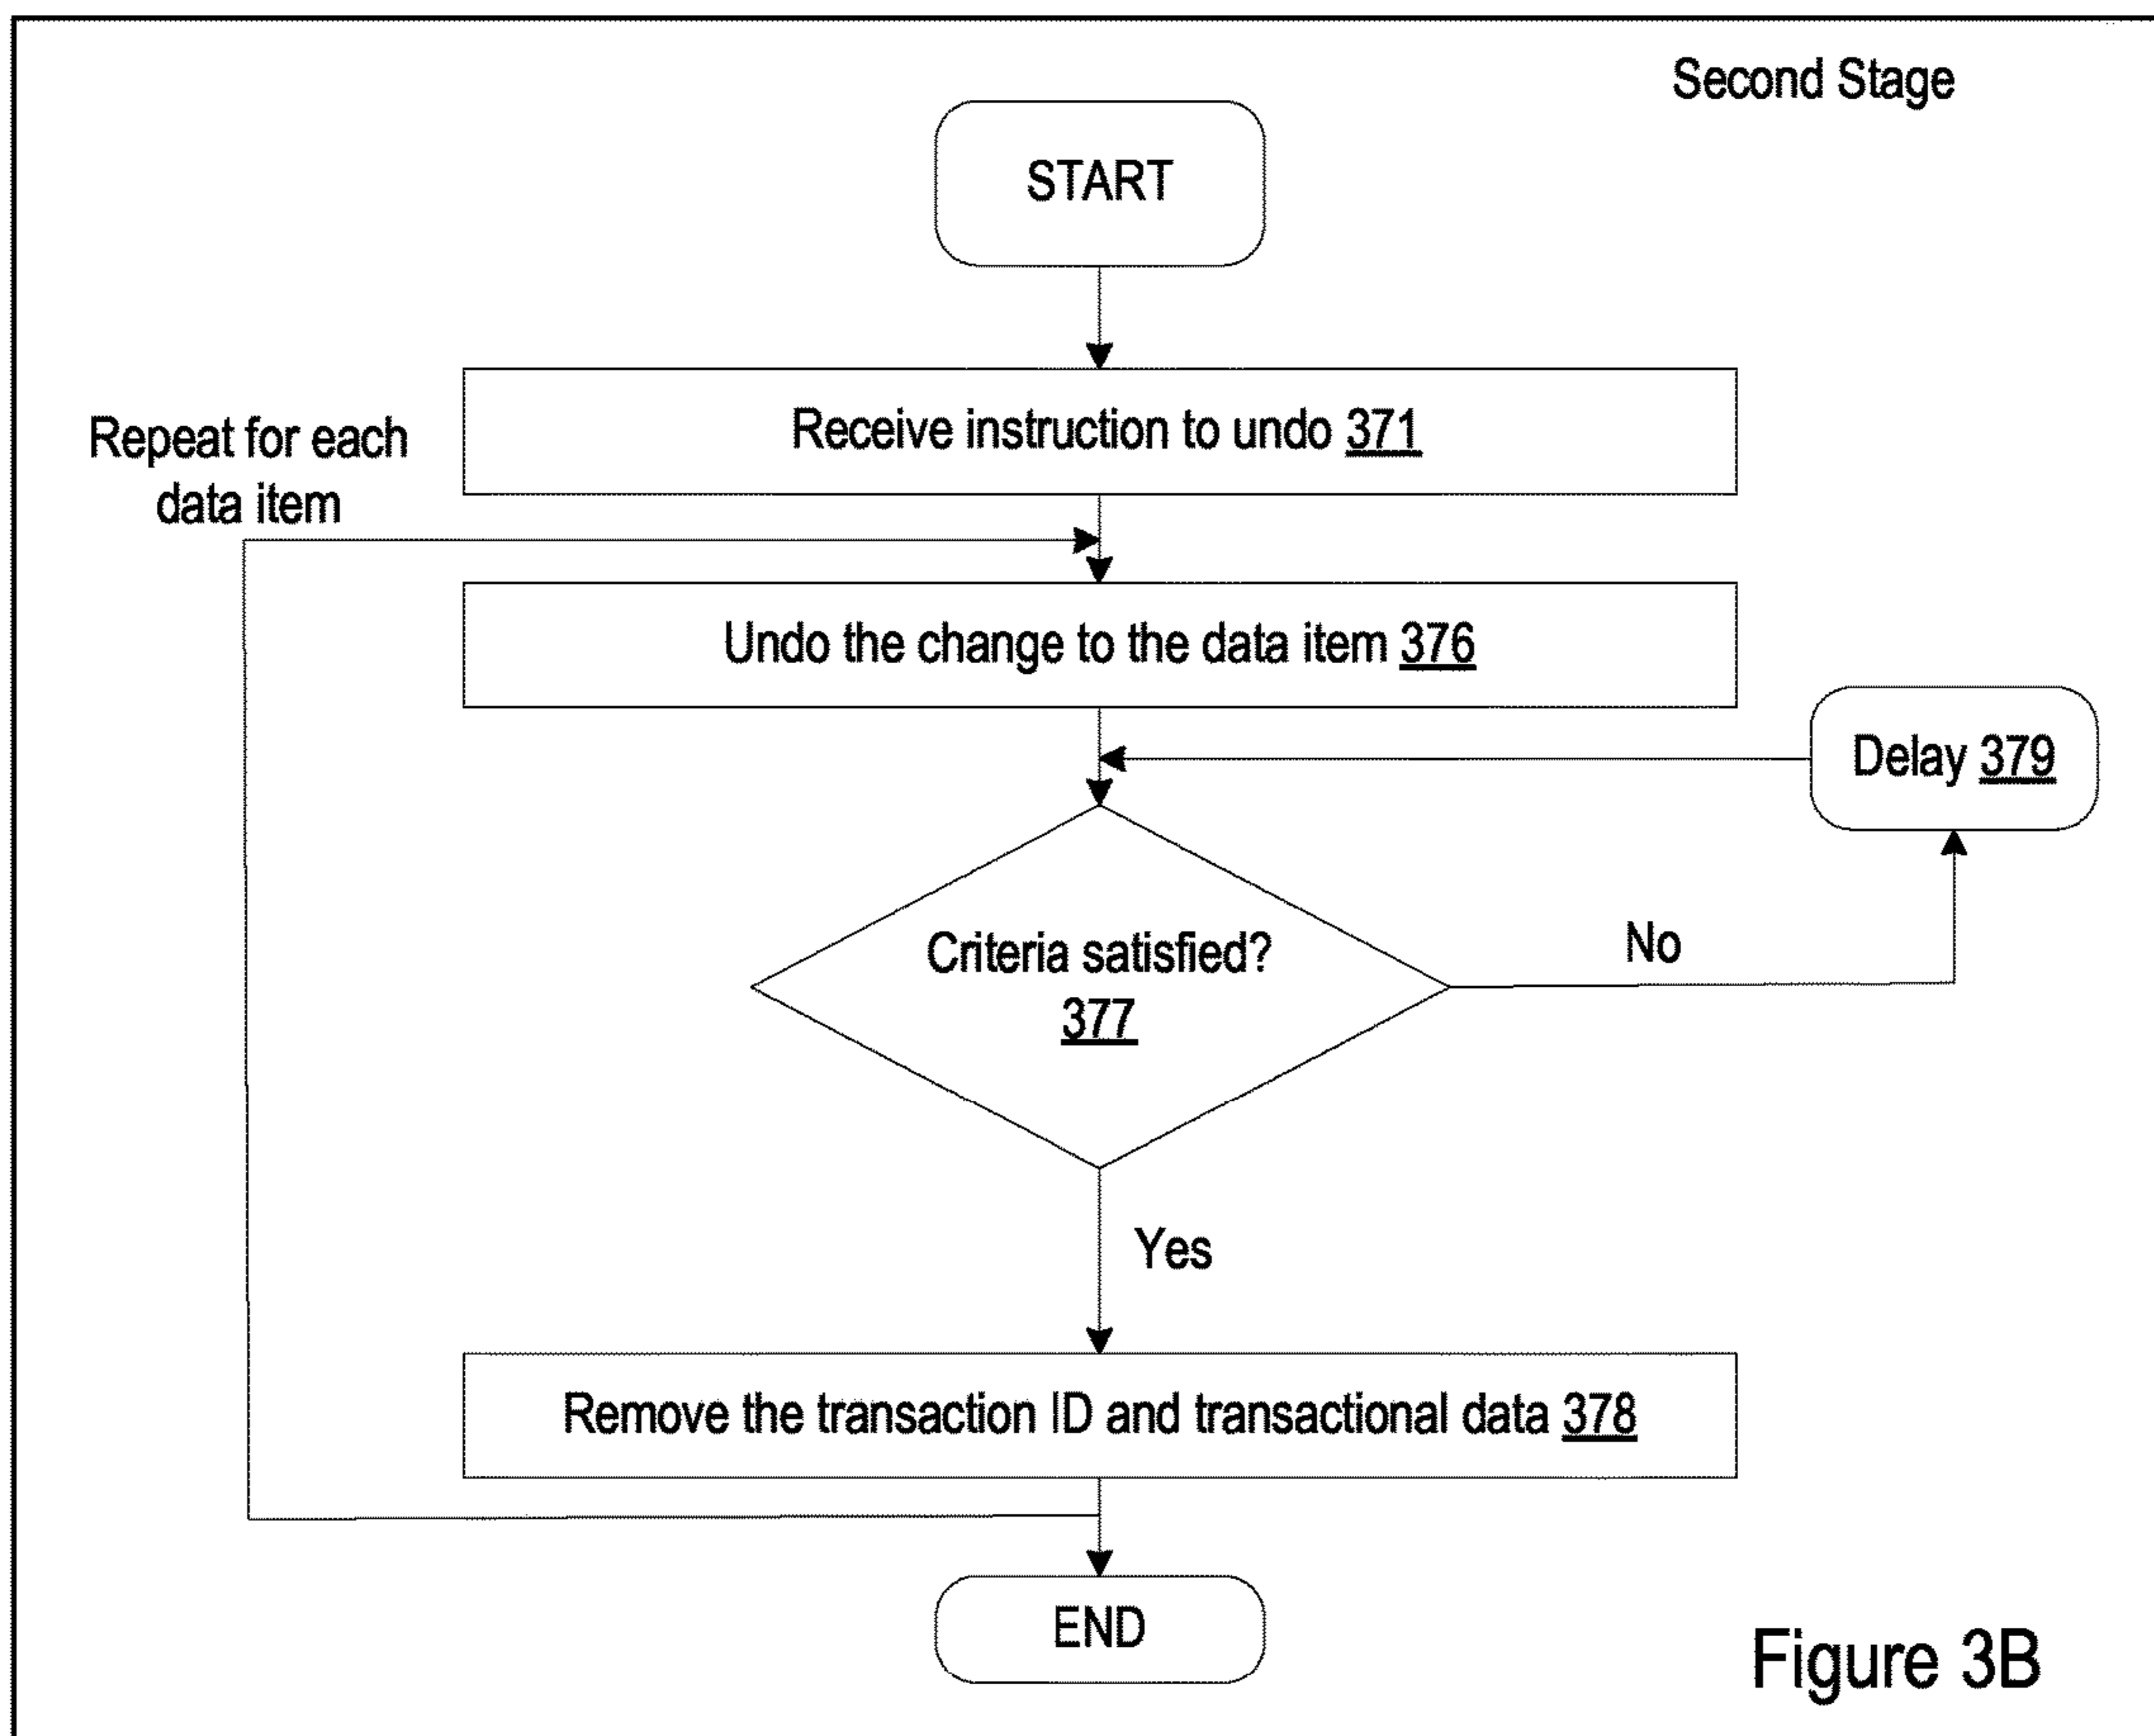 Second Stage
START
Receive instruction to undo 371
Repeat for each
data item
Undo the change to the data item 376
Delay 379
Criteria satisfied?
377
No
Yes
Remove the transaction ID and transactional data 378
END
Figure 3B